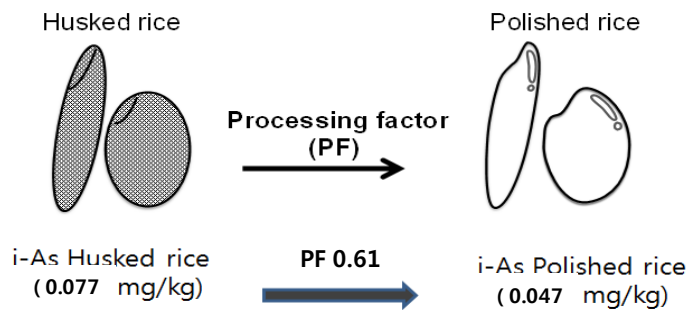 Husked rice
Polished rice
Processing factor
(PF)
i-As Husked rice
(0.077 mg/kg)
PF 0.61
i-As Polished rice
(0.047 mg/kg)